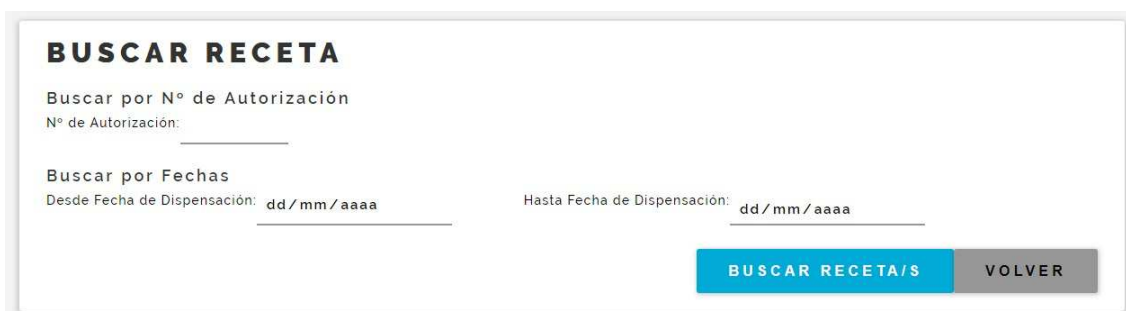 BUSCAR RECETA
Buscar por Nº de Autorización
Nº de Autorización:
Buscar por Fechas
Desde Fecha de Dispensación: dd/mm/aaaa Hasta Fecha de Dispensación: dd/mm/aaaa
BUSCAR RECETA/S VOLVER